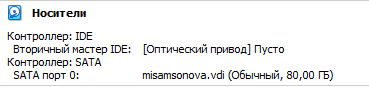 Носители
Контроллер: IDE
Вторичный мастер IDE: [Оптический привод] Пусто
Контроллер: SATA
SATA порт 0: misamsonova.vdi (Обычный, 80,00 ГБ)